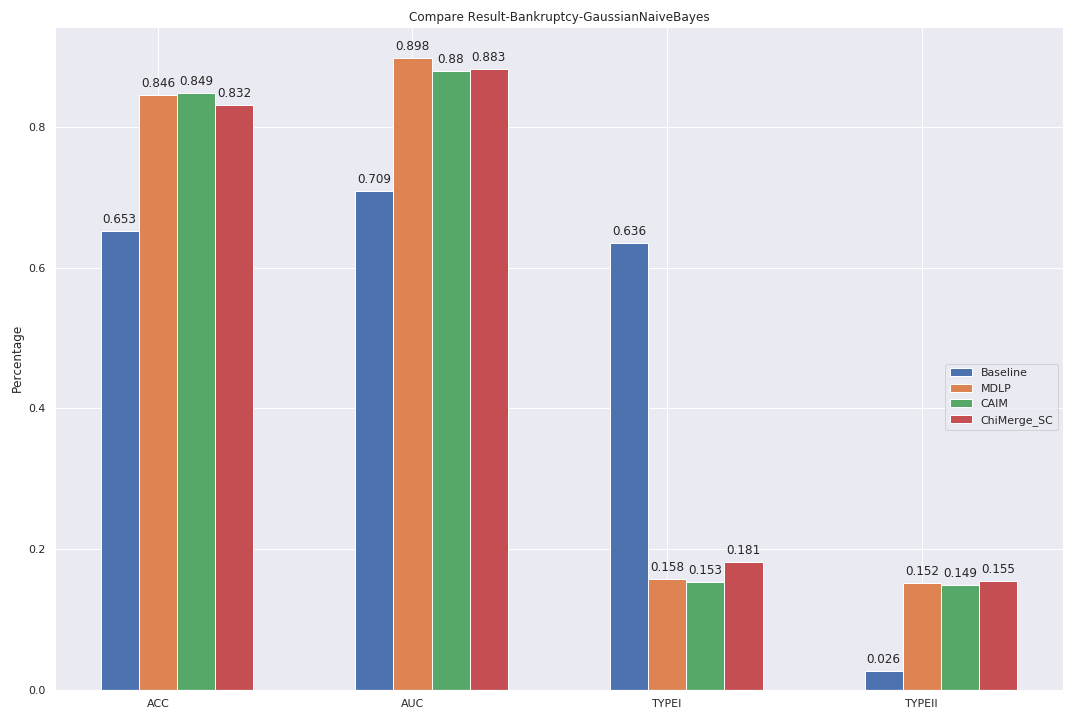 Compare Result-Bankruptcy-GaussianNaiveBayes
0.898
0.88 0.883
0.846 0.849
0.832
0.8
0.709
0.653
0.636
0.6
Percentage
Baseline
MDLP
CAIM
ChiMerge_SC
0.4
0.2
0.181
0.158 0.153
0.152 0.149 0.155
0.026
0.0
ACC AUC TYPEI TYPEII